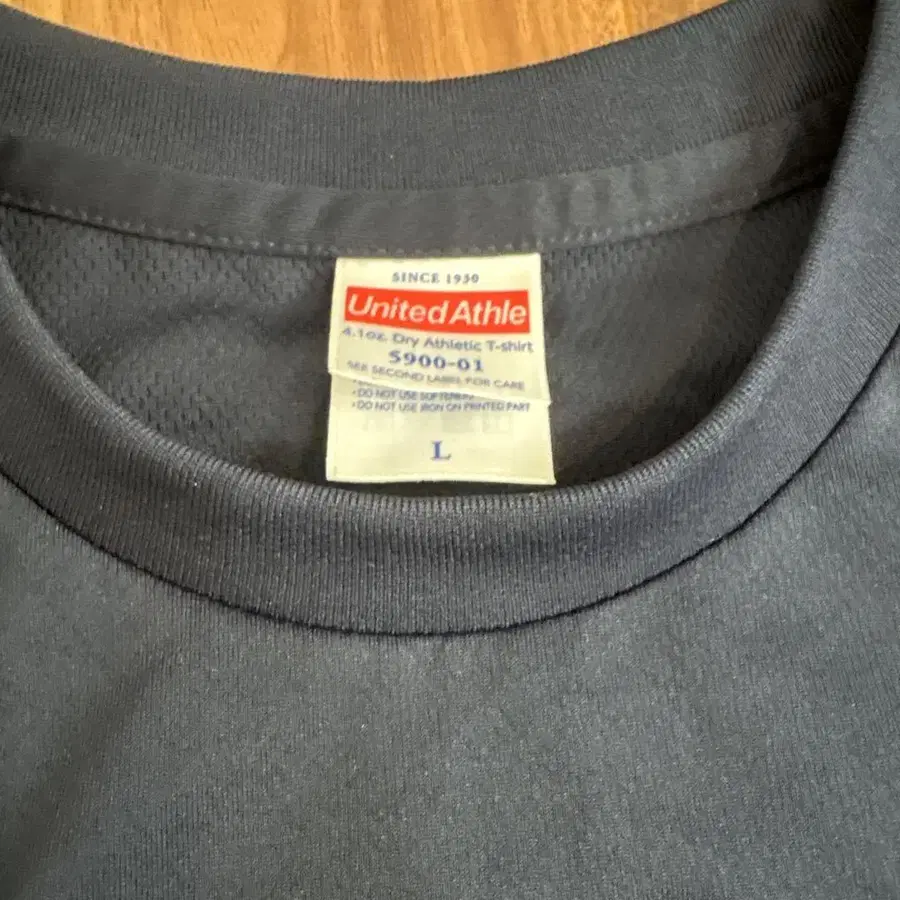 SINCE 1950
United Athle
4.1oz. Dry Athletic T-shirt
5900-01
SEE SECOND LABEL FOR CARE
•DO NOT USE SOFTENER
•DO NOT USE IRON ON PRINTED PART
L